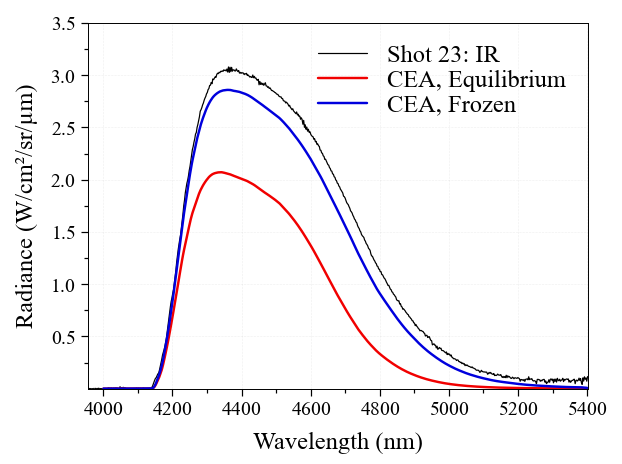 3.5
3.0
2.5
2.0
1.5
1.0
0.5
Radiance (W/cm²/sr/μm)
Shot 23: IR
CEA, Equilibrium
CEA, Frozen
4000 4200 4400 4600 4800 5000 5200 5400
Wavelength (nm)